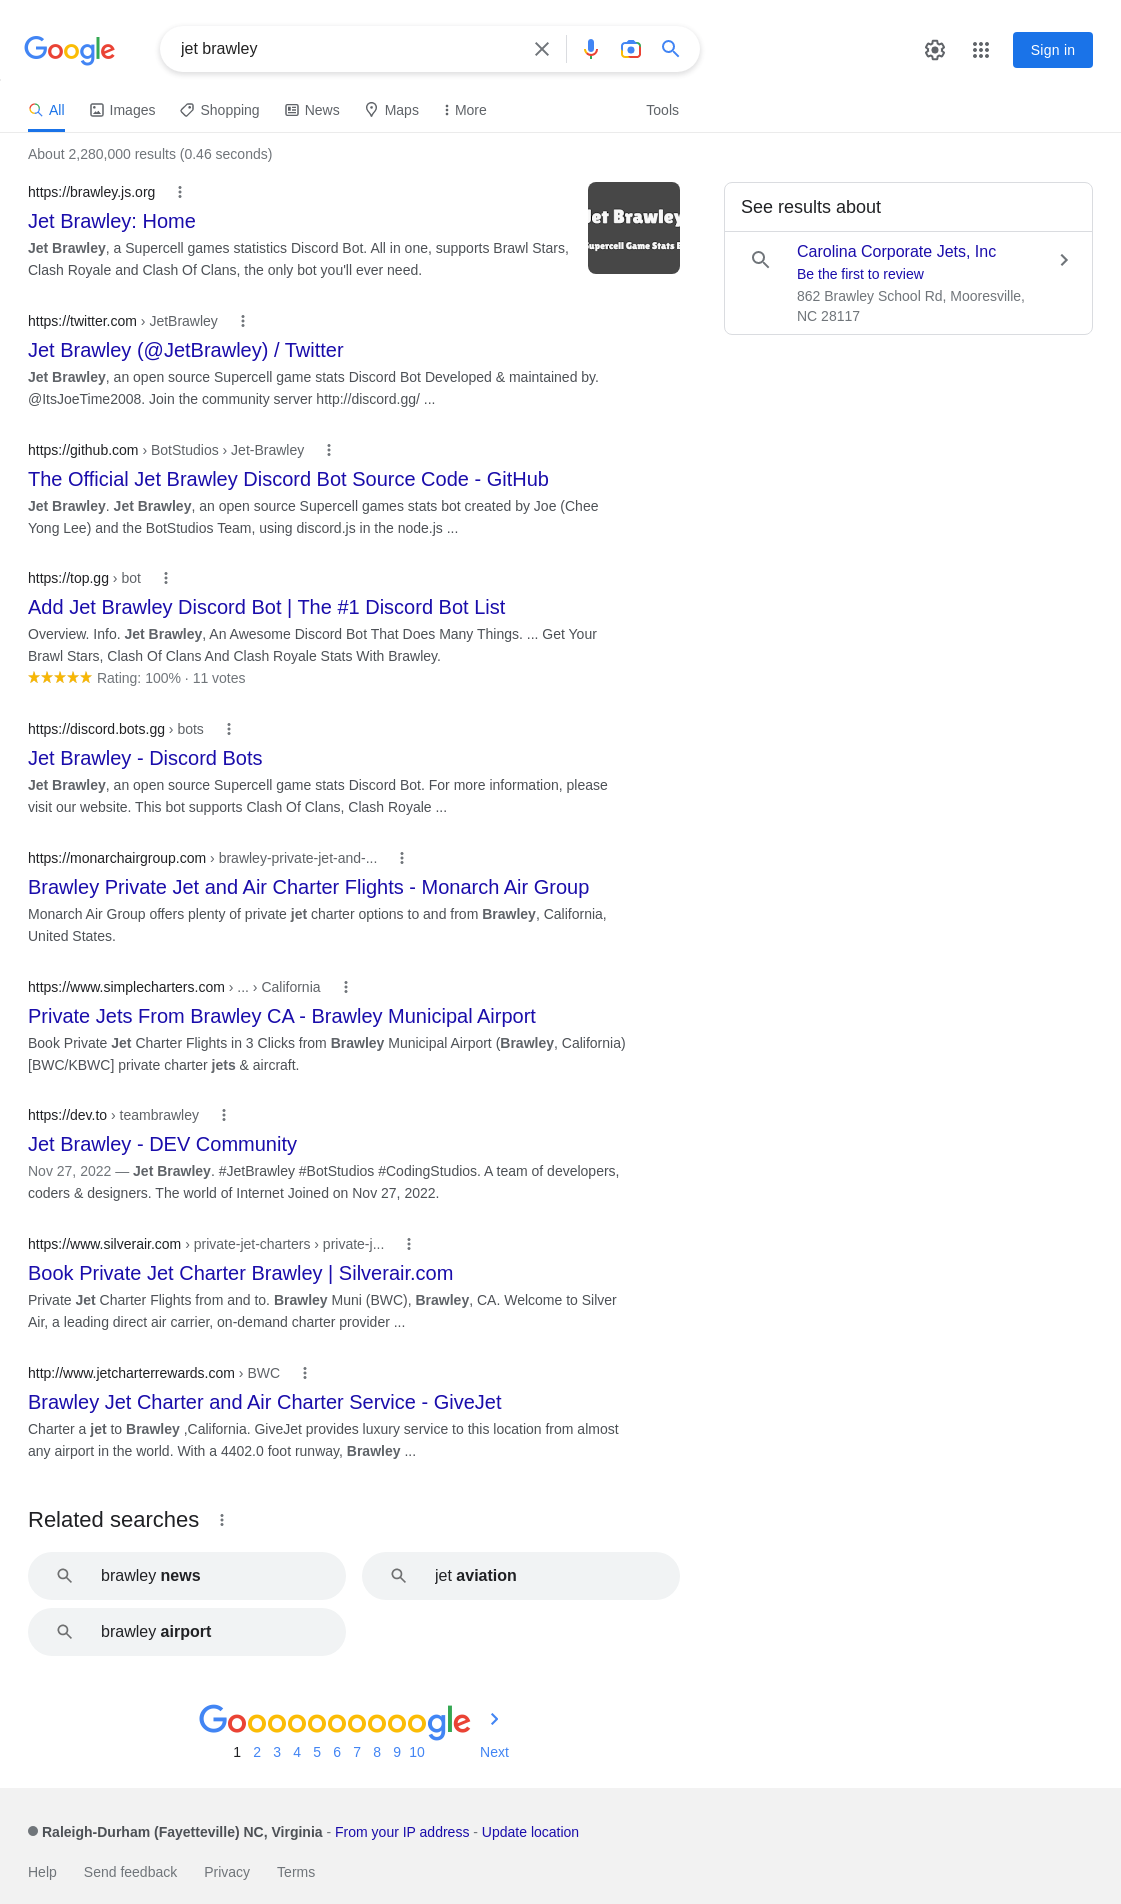 Google
jet brawley
Sign in
All Images Shopping News Maps More Tools
About 2,280,000 results (0.46 seconds)
https://brawley.js.org
Jet Brawley: Home
Jet Brawley, a Supercell games statistics Discord Bot. All in one, supports Brawl Stars,
Clash Royale and Clash Of Clans, the only bot you'll ever need.
Jet Brawley
Supercell Game Stats B
https://twitter.com › JetBrawley
Jet Brawley (@JetBrawley) / Twitter
Jet Brawley, an open source Supercell game stats Discord Bot Developed & maintained by.
@ItsJoeTime2008. Join the community server http://discord.gg/ ...
https://github.com › BotStudios › Jet-Brawley
The Official Jet Brawley Discord Bot Source Code - GitHub
Jet Brawley. Jet Brawley, an open source Supercell games stats bot created by Joe (Chee
Yong Lee) and the BotStudios Team, using discord.js in the node.js ...
https://top.gg › bot
Add Jet Brawley Discord Bot | The #1 Discord Bot List
Overview. Info. Jet Brawley, An Awesome Discord Bot That Does Many Things. ... Get Your
Brawl Stars, Clash Of Clans And Clash Royale Stats With Brawley.
Rating: 100% · 11 votes
https://discord.bots.gg › bots
Jet Brawley - Discord Bots
Jet Brawley, an open source Supercell game stats Discord Bot. For more information, please
visit our website. This bot supports Clash Of Clans, Clash Royale ...
https://monarchairgroup.com › brawley-private-jet-and-...
Brawley Private Jet and Air Charter Flights - Monarch Air Group
Monarch Air Group offers plenty of private jet charter options to and from Brawley, California,
United States.
https://www.simplecharters.com › ... › California
Private Jets From Brawley CA - Brawley Municipal Airport
Book Private Jet Charter Flights in 3 Clicks from Brawley Municipal Airport (Brawley, California)
[BWC/KBWC] private charter jets & aircraft.
https://dev.to › teambrawley
Jet Brawley - DEV Community
Nov 27, 2022 — Jet Brawley. #JetBrawley #BotStudios #CodingStudios. A team of developers,
coders & designers. The world of Internet Joined on Nov 27, 2022.
https://www.silverair.com › private-jet-charters › private-j...
Book Private Jet Charter Brawley | Silverair.com
Private Jet Charter Flights from and to. Brawley Muni (BWC), Brawley, CA. Welcome to Silver
Air, a leading direct air carrier, on-demand charter provider ...
http://www.jetcharterrewards.com › BWC
Brawley Jet Charter and Air Charter Service - GiveJet
Charter a jet to Brawley ,California. GiveJet provides luxury service to this location from almost
any airport in the world. With a 4402.0 foot runway, Brawley ...
See results about
Carolina Corporate Jets, Inc
Be the first to review
862 Brawley School Rd, Mooresville,
NC 28117
Related searches
brawley news
jet aviation
brawley airport
Goooooooooogle
1 2 3 4 5 6 7 8 9 10 Next
Raleigh-Durham (Fayetteville) NC, Virginia - From your IP address - Update location
Help Send feedback Privacy Terms